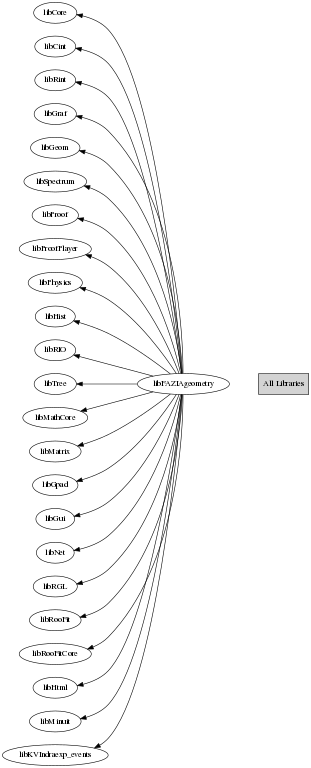 libCore
libCint
libRint
libGraf
libGeom
libSpectrum
libProof
libProofPlayer
libPhysics
libHist
libRIO
libTree
libFAZIAgeometry
All Libraries
libMathCore
libMatrix
libGpad
libGui
libNet
libRGL
libRooFit
libRooFitCore
libHtml
libMinuit
libKVIndraexp_events